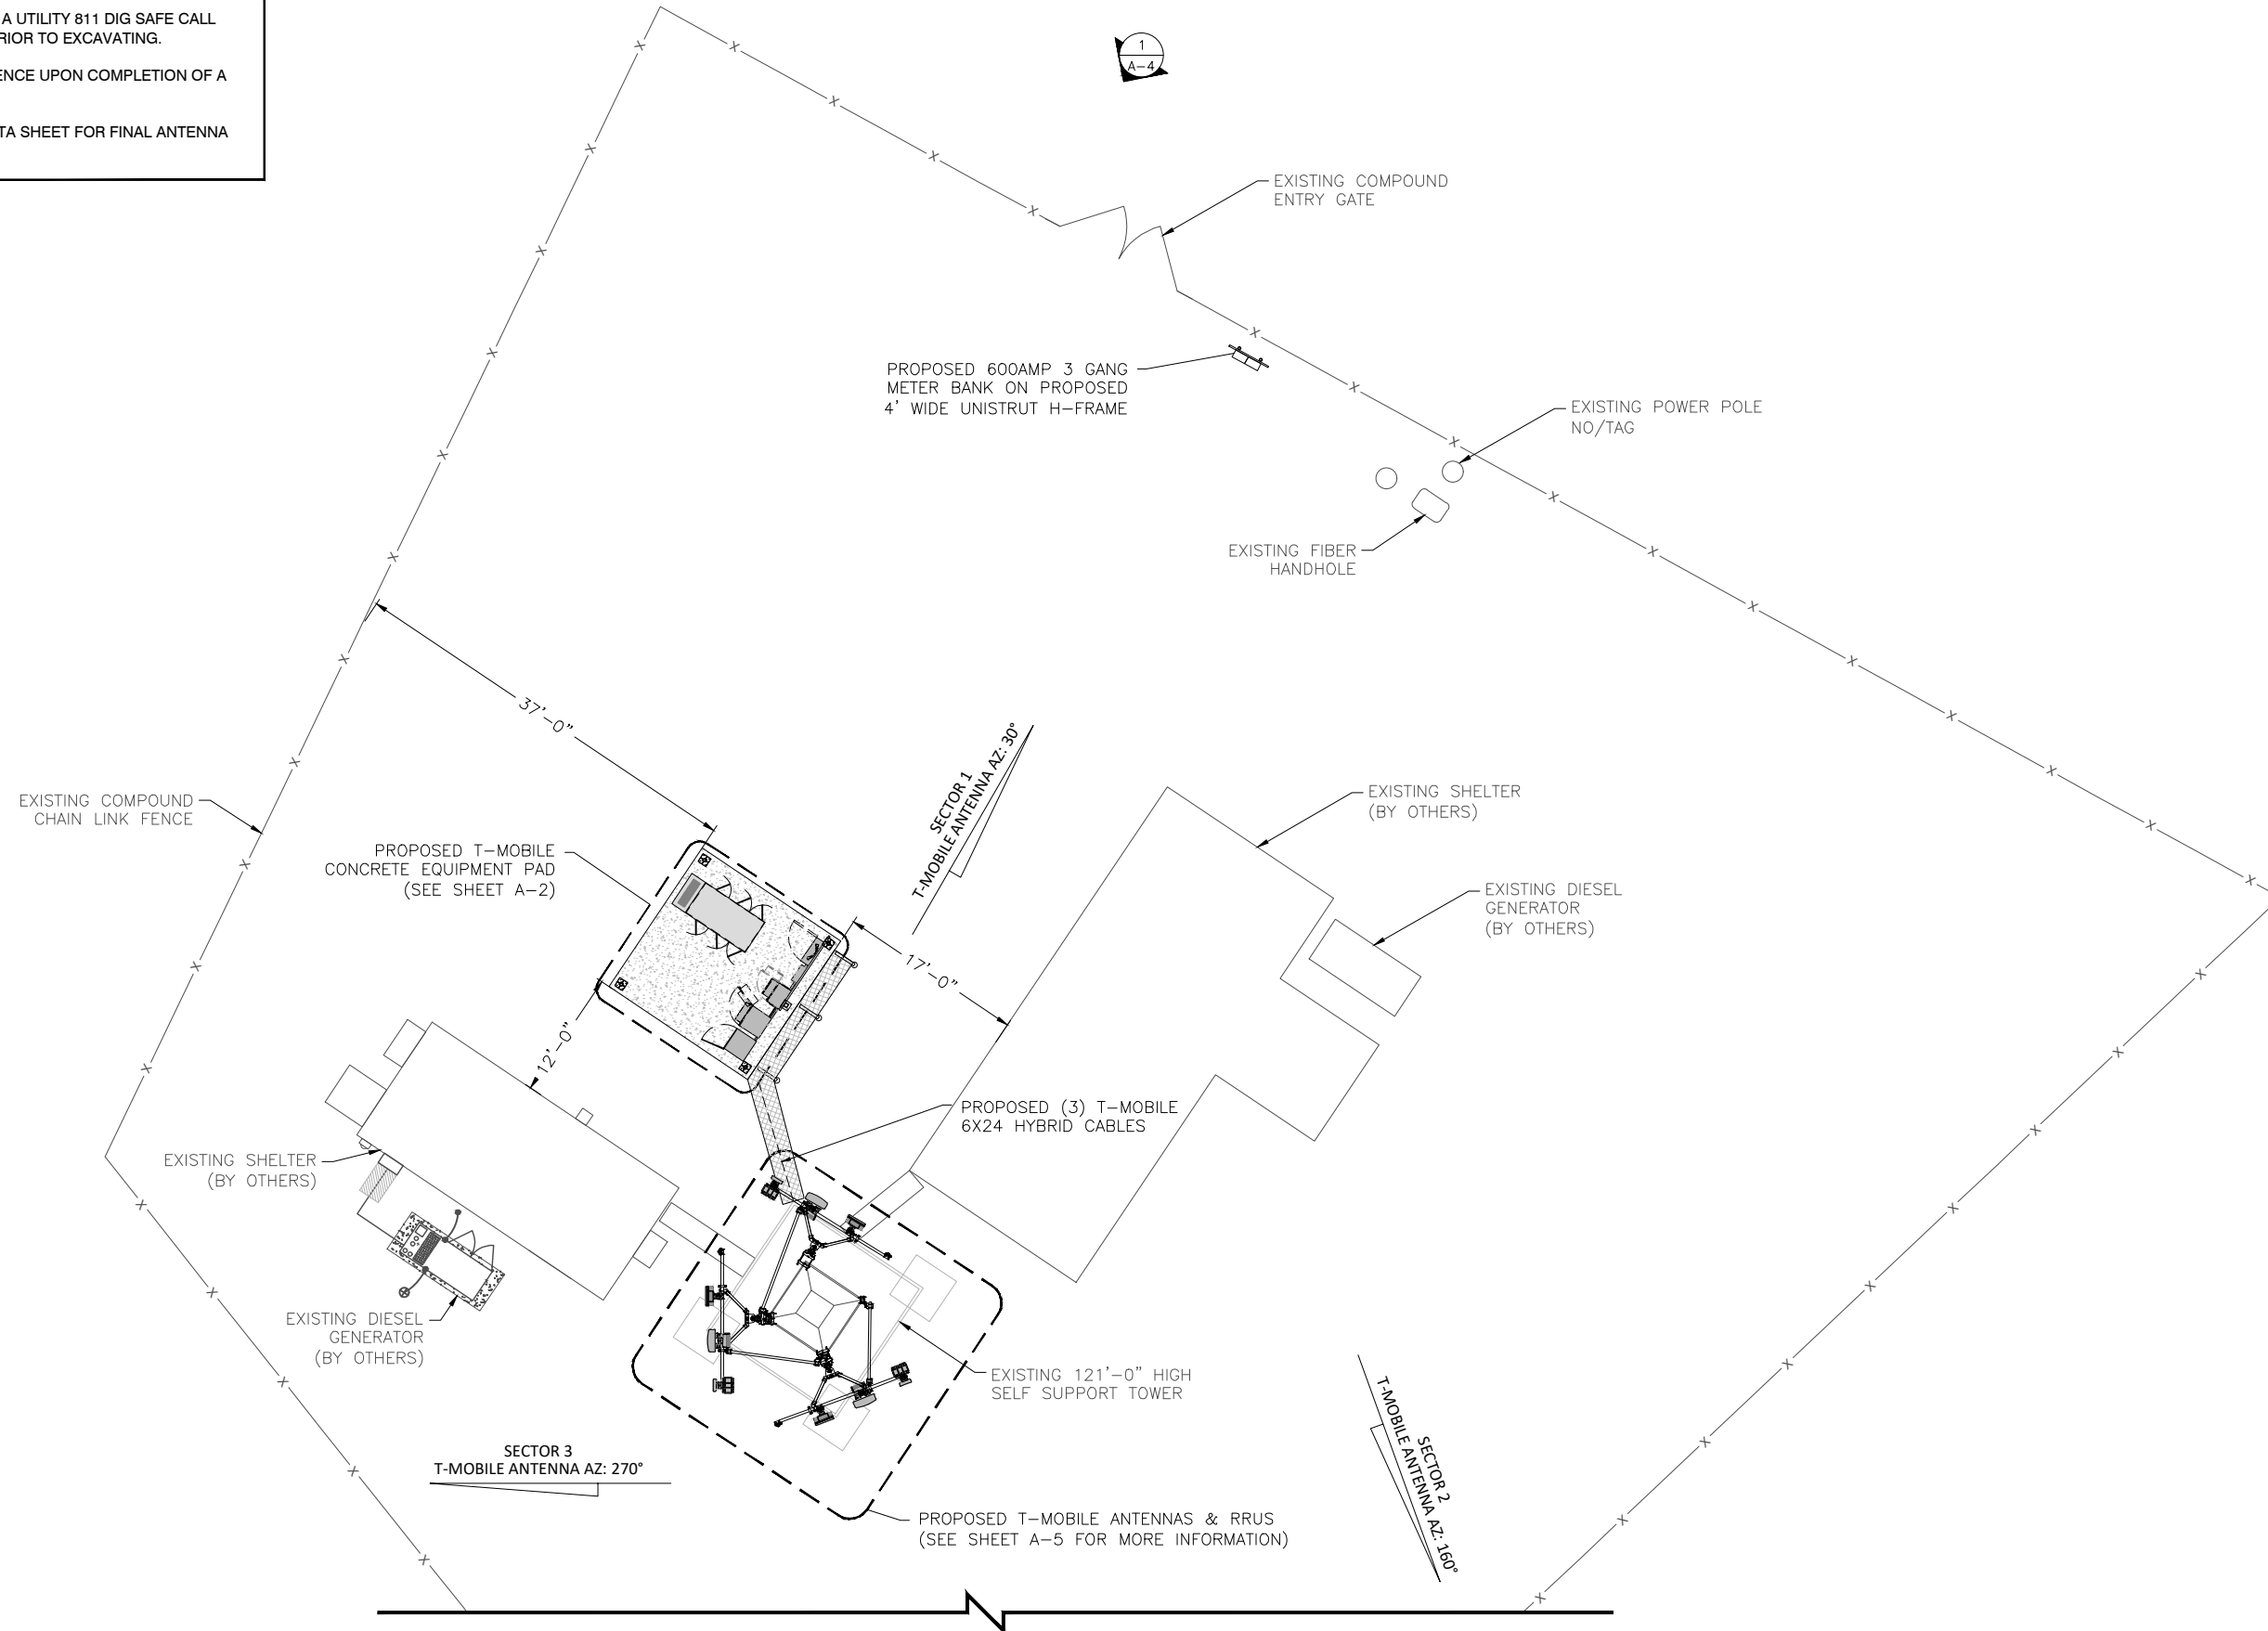 A UTILITY 811 DIG SAFE CALL
RIOR TO EXCAVATING.
ENCE UPON COMPLETION OF A
TA SHEET FOR FINAL ANTENNA
1
A-4
EXISTING COMPOUND
ENTRY GATE
PROPOSED 600AMP 3 GANG
METER BANK ON PROPOSED
4' WIDE UNISTRUT H-FRAME
EXISTING POWER POLE
NO/TAG
EXISTING FIBER
HANDHOLE
37'-0"
SECTOR 1
T-MOBILE ANTENNA AZ: 30°
EXISTING COMPOUND
CHAIN LINK FENCE
EXISTING SHELTER
(BY OTHERS)
PROPOSED T-MOBILE
CONCRETE EQUIPMENT PAD
(SEE SHEET A-2)
EXISTING DIESEL
GENERATOR
(BY OTHERS)
17'-0"
12'-0"
PROPOSED (3) T-MOBILE
6X24 HYBRID CABLES
EXISTING SHELTER
(BY OTHERS)
EXISTING DIESEL
GENERATOR
(BY OTHERS)
EXISTING 121'-0" HIGH
SELF SUPPORT TOWER
SECTOR 3
T-MOBILE ANTENNA AZ: 270°
SECTOR 2
T-MOBILE ANTENNA AZ: 160°
PROPOSED T-MOBILE ANTENNAS & RRUS
(SEE SHEET A-5 FOR MORE INFORMATION)